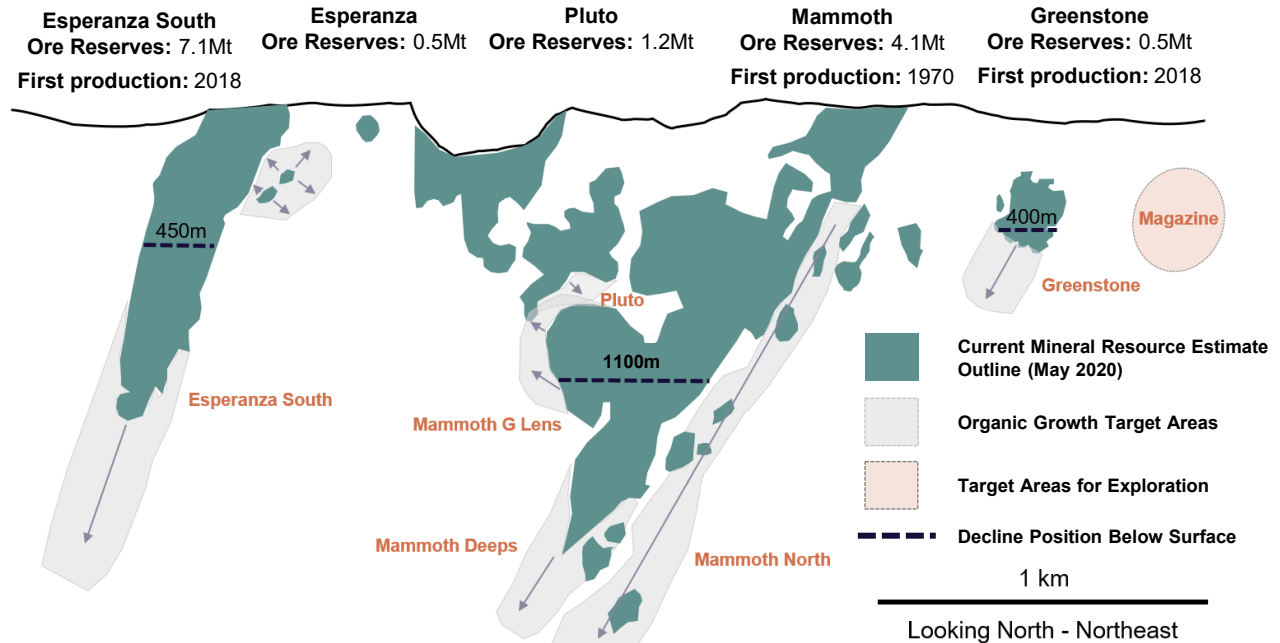 Esperanza South
Ore Reserves: 7.1Mt
First production: 2018
Esperanza
Ore Reserves: 0.5Mt
Pluto
Ore Reserves: 1.2Mt
Mammoth
Ore Reserves: 4.1Mt
First production: 1970
Greenstone
Ore Reserves: 0.5Mt
First production: 2018
450m
400m
Magazine
Greenstone
Pluto
1100m
Esperanza South
Mammoth G Lens
Mammoth Deeps
Mammoth North
Current Mineral Resource Estimate
Outline (May 2020)
Organic Growth Target Areas
Target Areas for Exploration
Decline Position Below Surface
1 km
Looking North - Northeast